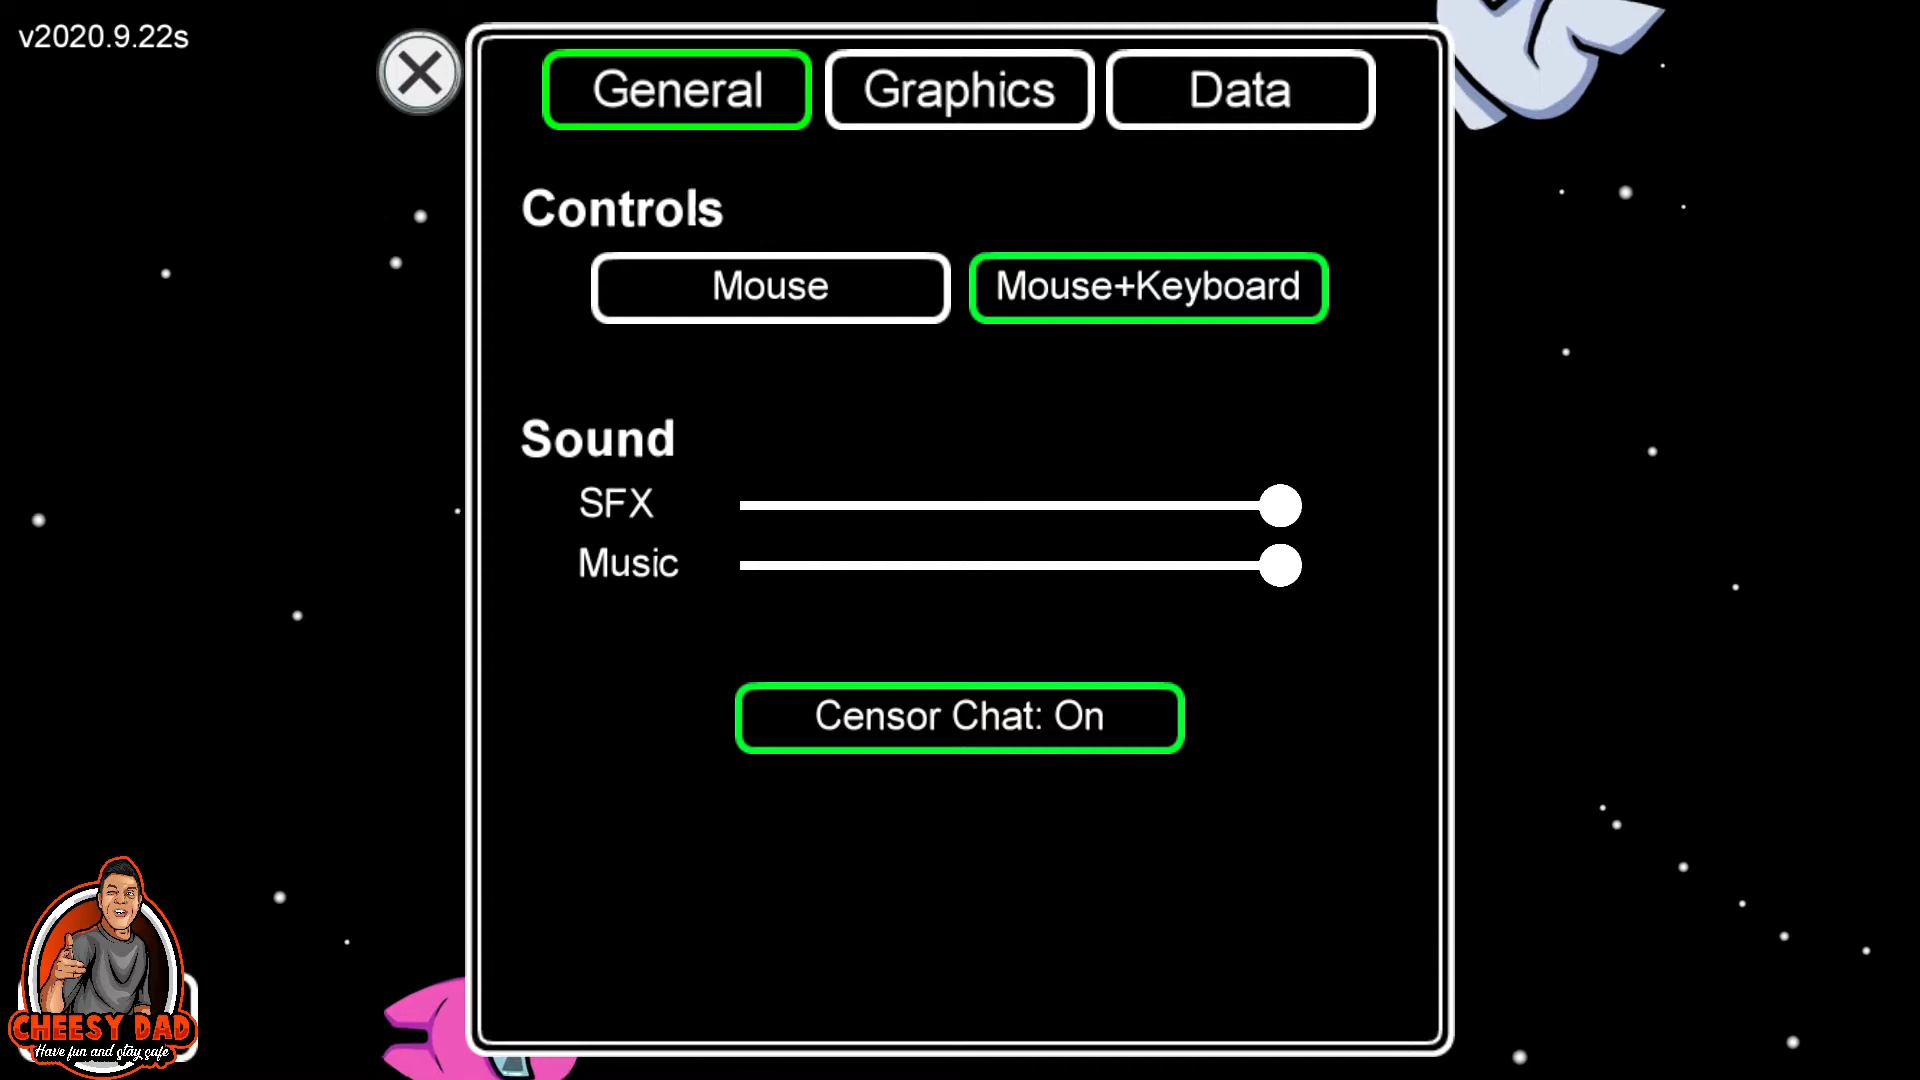 v2020.9.22s
General
Graphics
Data
Controls
Mouse
Mouse+Keyboard
Sound
SFX
Music
Censor Chat: On
CHEESY DAD
Have fun and stay safe